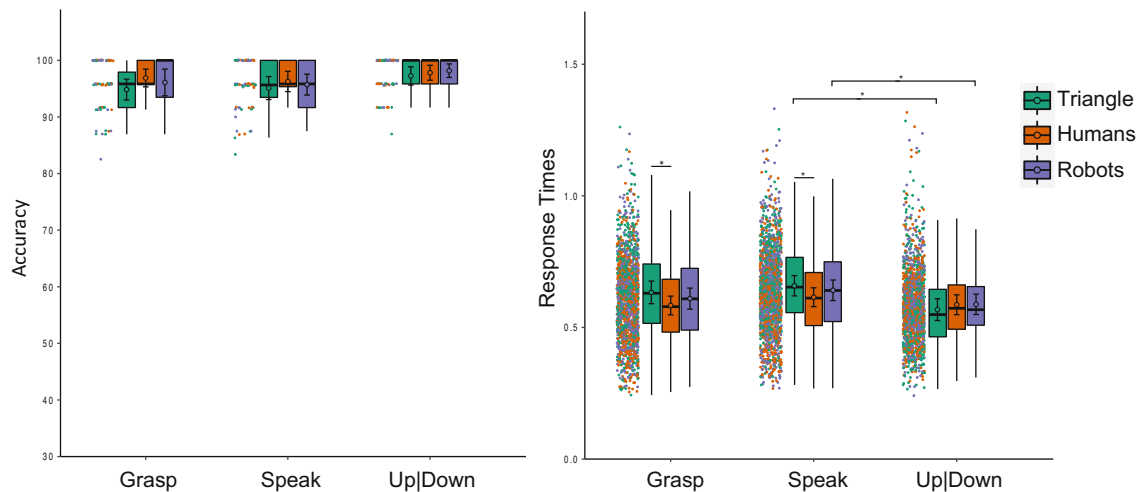 Accuracy
100
90
80
70
60
50
40
30
Grasp
Speak
Up|Down
Response Times
1.5
1.0
0.5
0.0
*
*
*
*
Grasp
Speak
Up|Down
Triangle
Humans
Robots